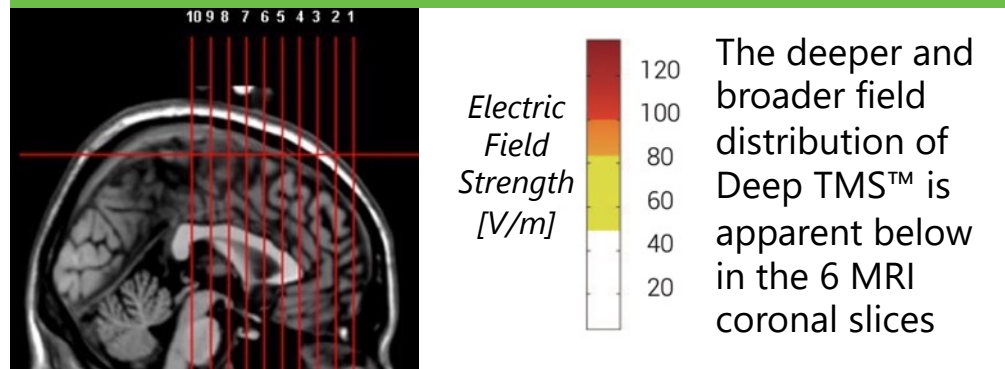 10 9 8 7 6 5 4 3 2 1
Electric
Field
Strength
[V/m]
120
100
80
60
40
20
The deeper and
broader field
distribution of
Deep TMS™ is
apparent below
in the 6 MRI
coronal slices